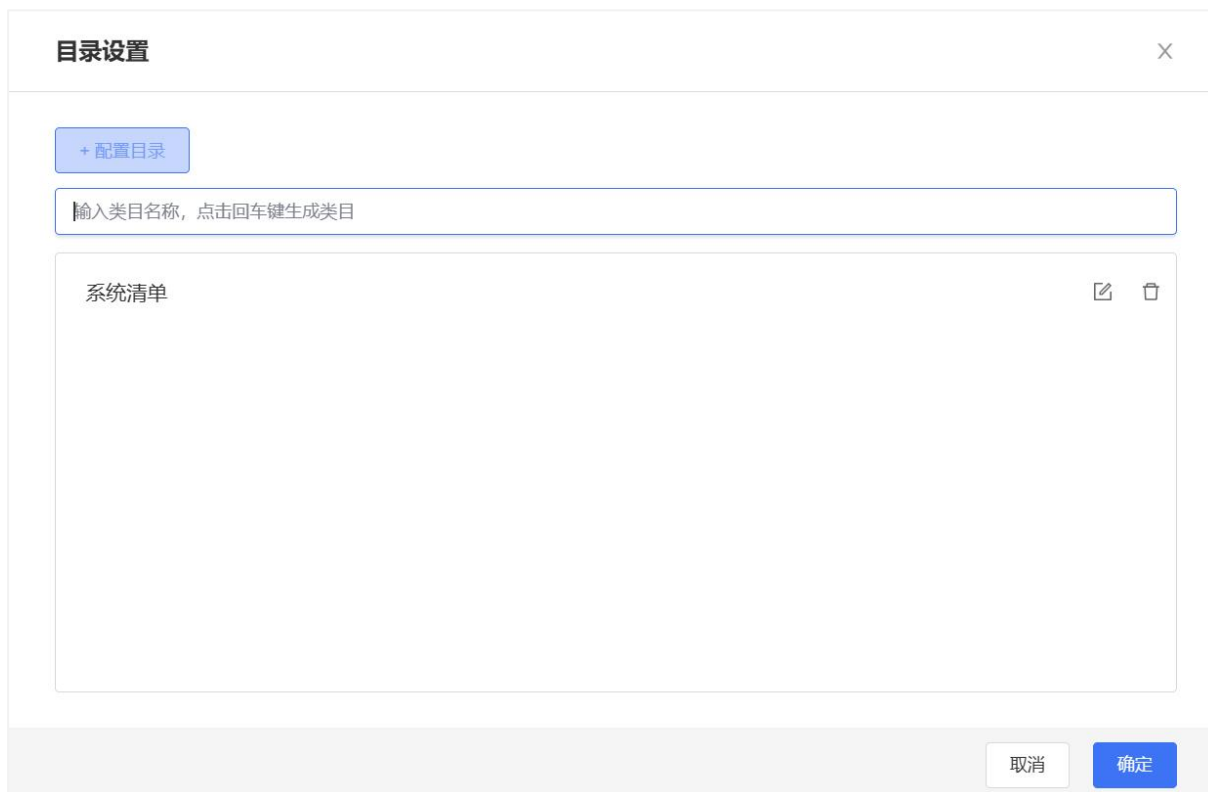 目录设置
+ 配置目录
输入类目名称，点击回车键生成类目
系统清单
取消
确定